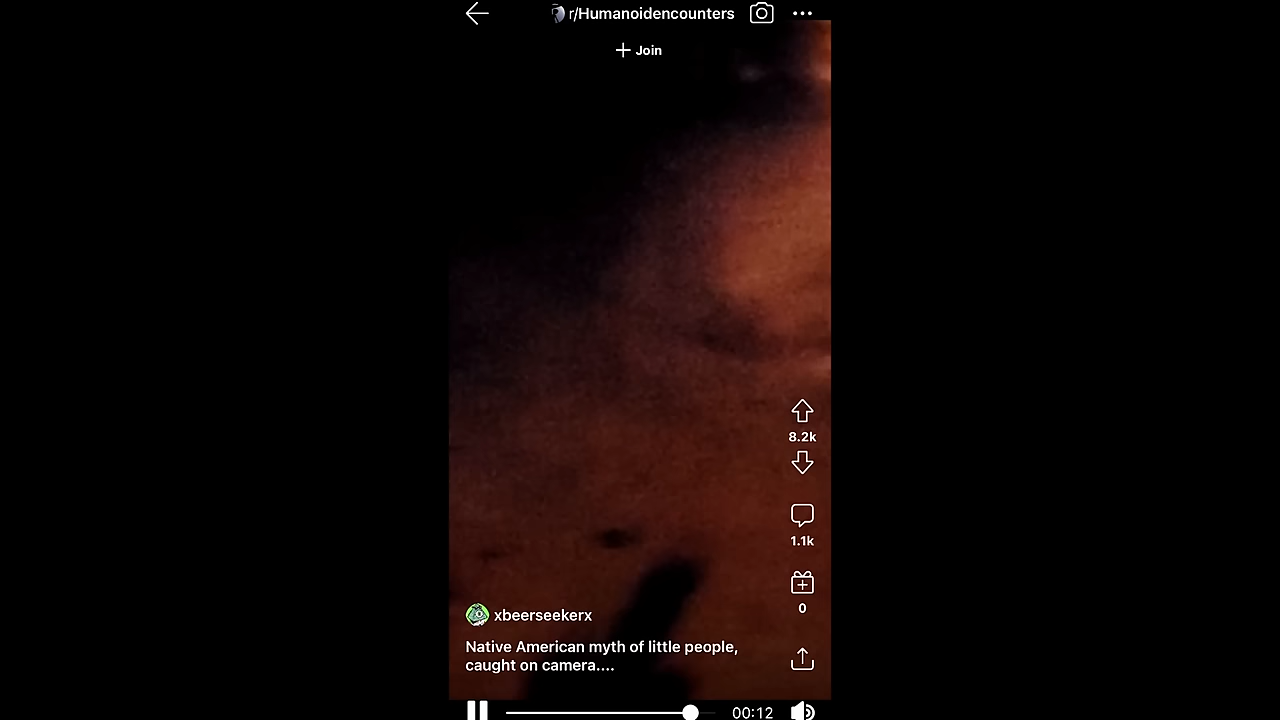 r/Humanoidencounters
Join
8.2k
1.1k
0
xbeerseekerx
Native American myth of little people,
caught on camera....
00:12